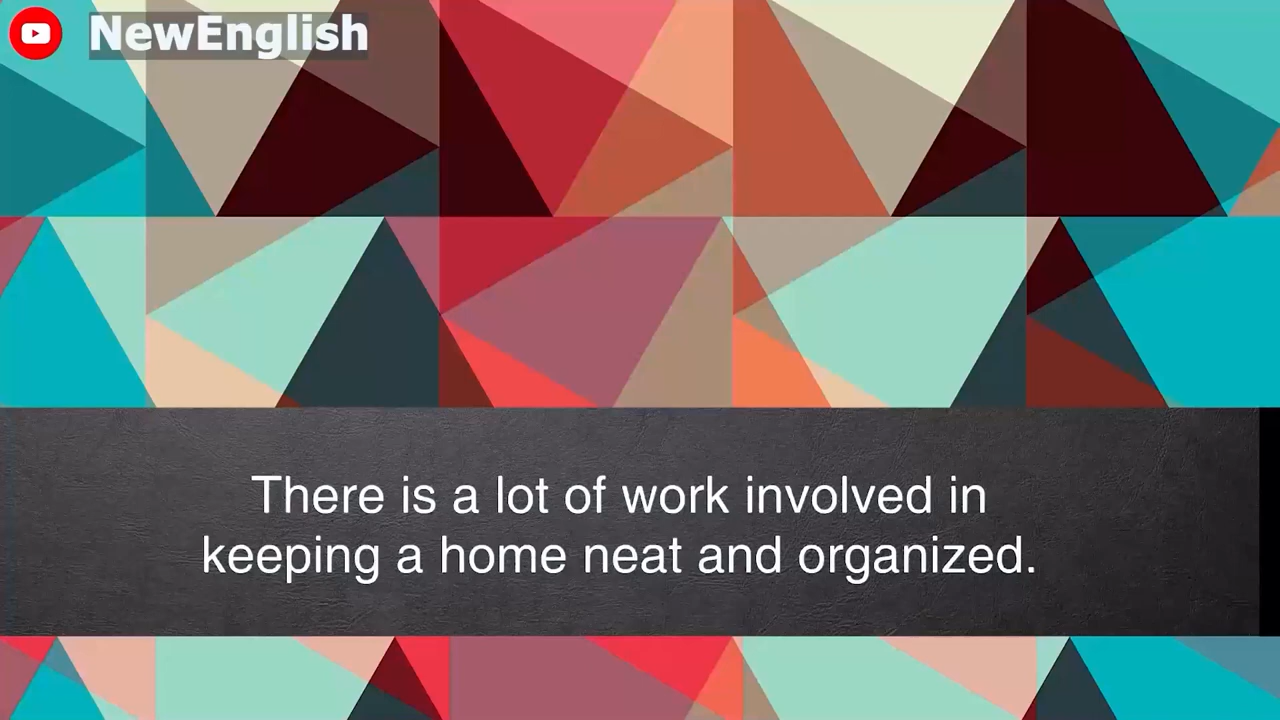 NewEnglish
There is a lot of work involved in
keeping a home neat and organized.